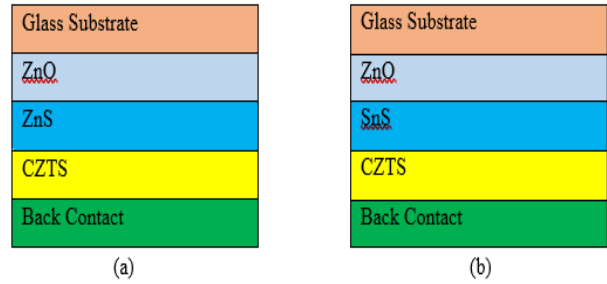 Glass Substrate
ZnO
ZnS
CZTS
Back Contact
(a)
Glass Substrate
ZnO
SnS
CZTS
Back Contact
(b)